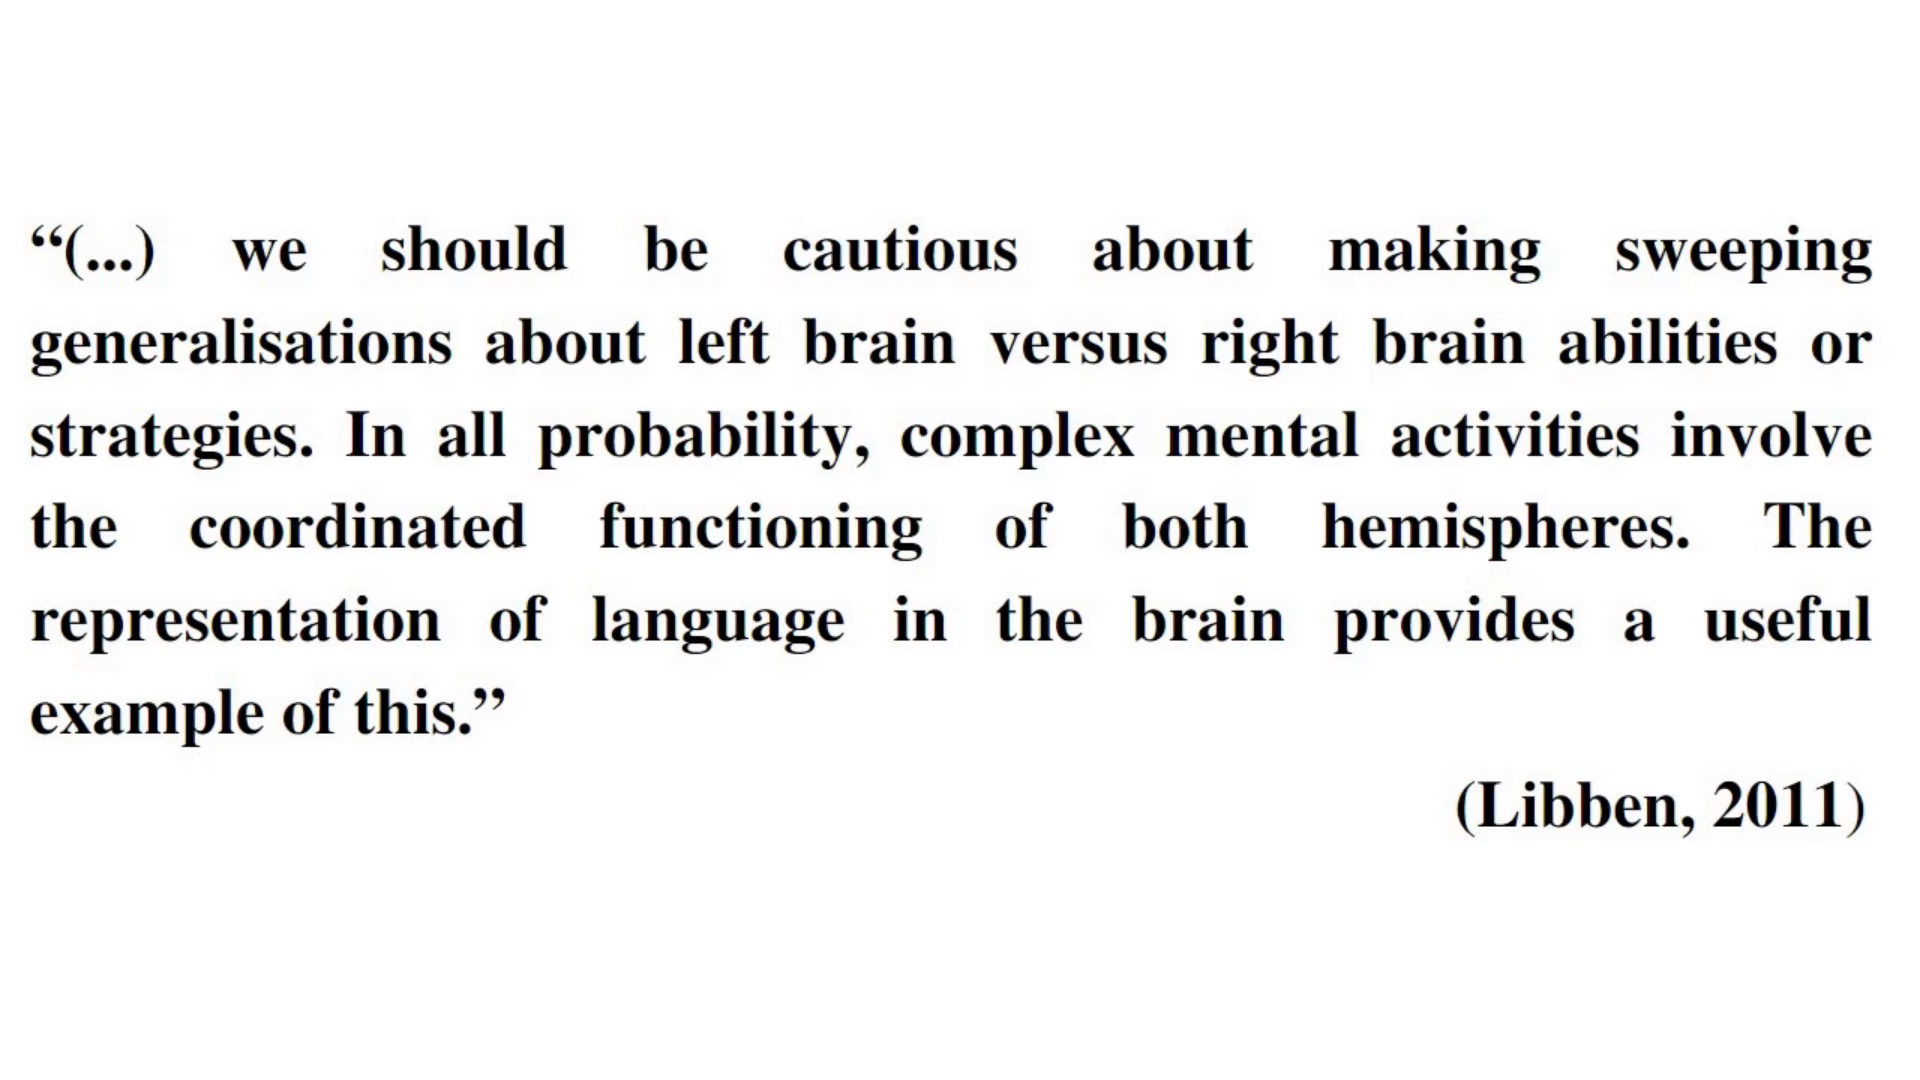 “(...) we should be cautious about making sweeping
generalisations about left brain versus right brain abilities or
strategies. In all probability, complex mental activities involve
the coordinated functioning of both hemispheres. The
representation of language in the brain provides a useful
example of this.”
(Libben, 2011)